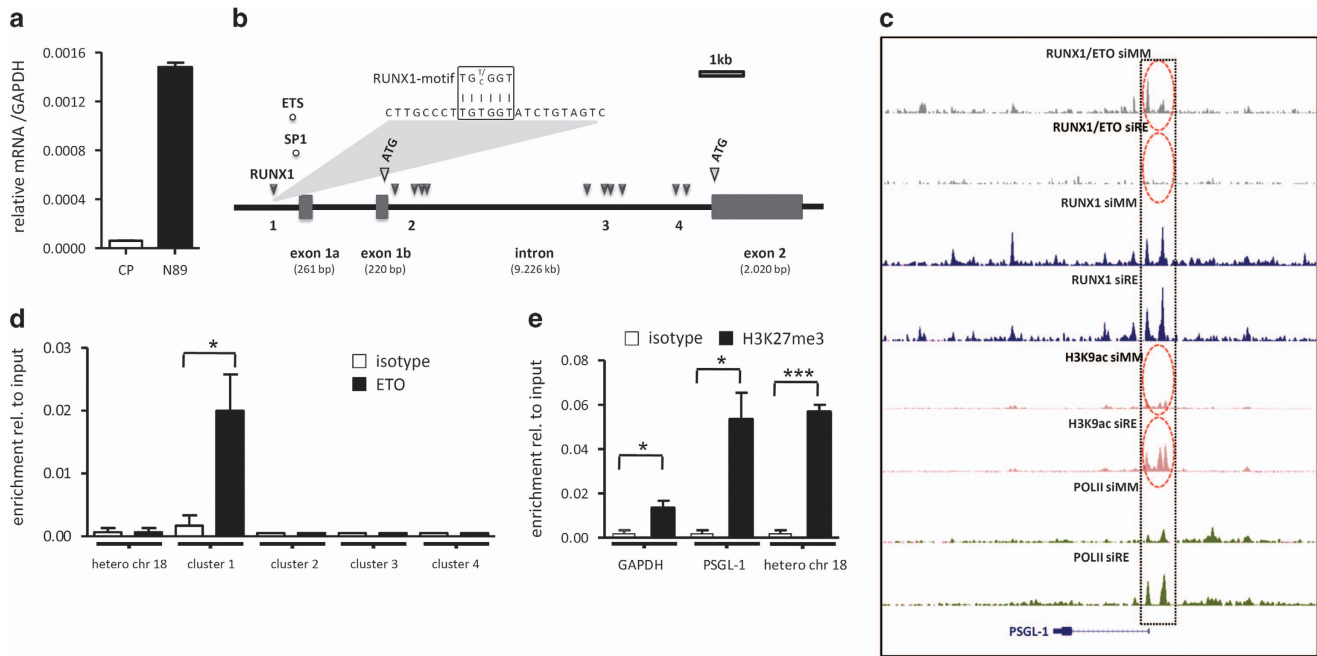 a
relative mRNA /GAPDH
0.0016
0.0012
0.0008
0.0004
0.0000
CP N89
b
1kb
RUNX1-motif
TG T/C GGT
CTTGCCCTTGTGGTATCTGTAGTC
ETS
SP1
RUNX1
ATG
ATG
1 2 3 4
exon 1a exon 1b intron exon 2
(261 bp) (220 bp) (9.226 kb) (2.020 bp)
c
RUNX1/ETO siMM
RUNX1/ETO siRE
RUNX1 siMM
RUNX1 siRE
H3K9ac siMM
H3K9ac siRE
POLII siMM
POLII siRE
PSGL-1
d
enrichment rel. to input
0.03
0.02
0.01
0.00
*
isotype
ETO
hetero chr 18 cluster 1 cluster 2 cluster 3 cluster 4
e
isotype H3K27me3
enrichment rel. to input
0.08
0.06
0.04
0.02
0.00
*
*
***
GAPDH PSGL-1 hetero chr 18